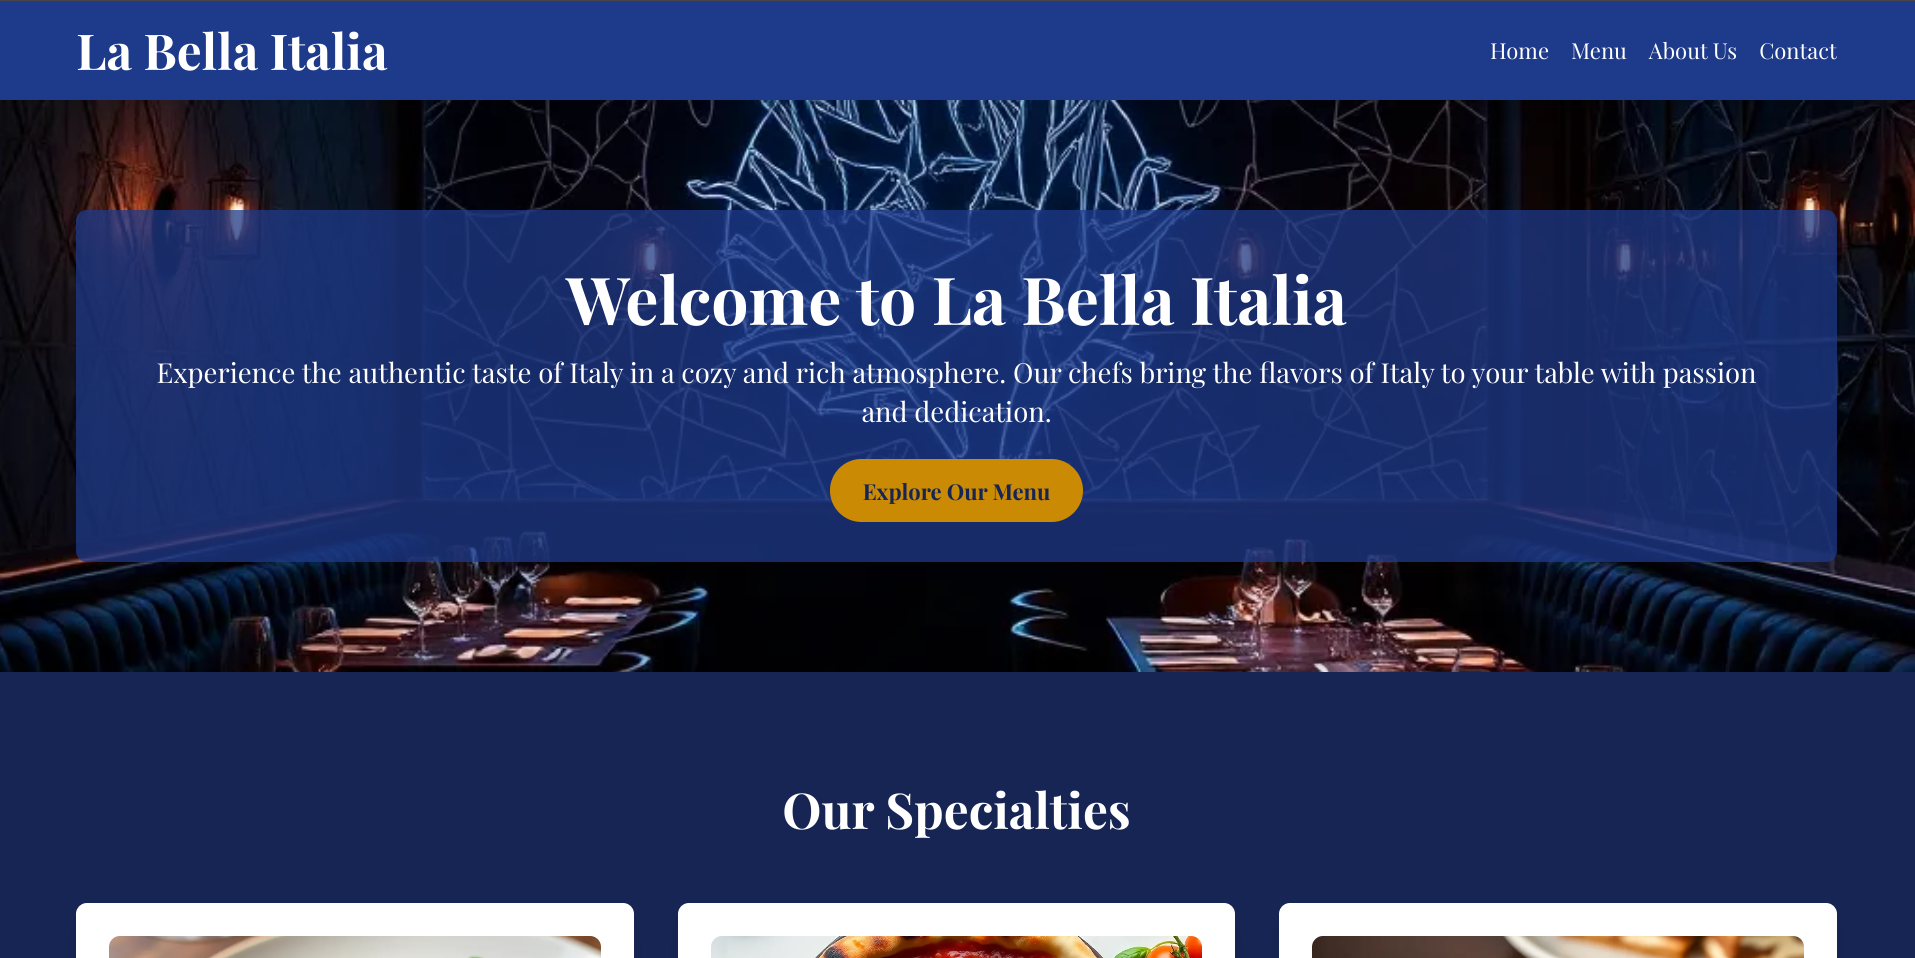 La Bella Italia
Home Menu About Us Contact
Welcome to La Bella Italia
Experience the authentic taste of Italy in a cozy and rich atmosphere. Our chefs bring the flavors of Italy to your table with passion
and dedication.
Explore Our Menu
Our Specialties